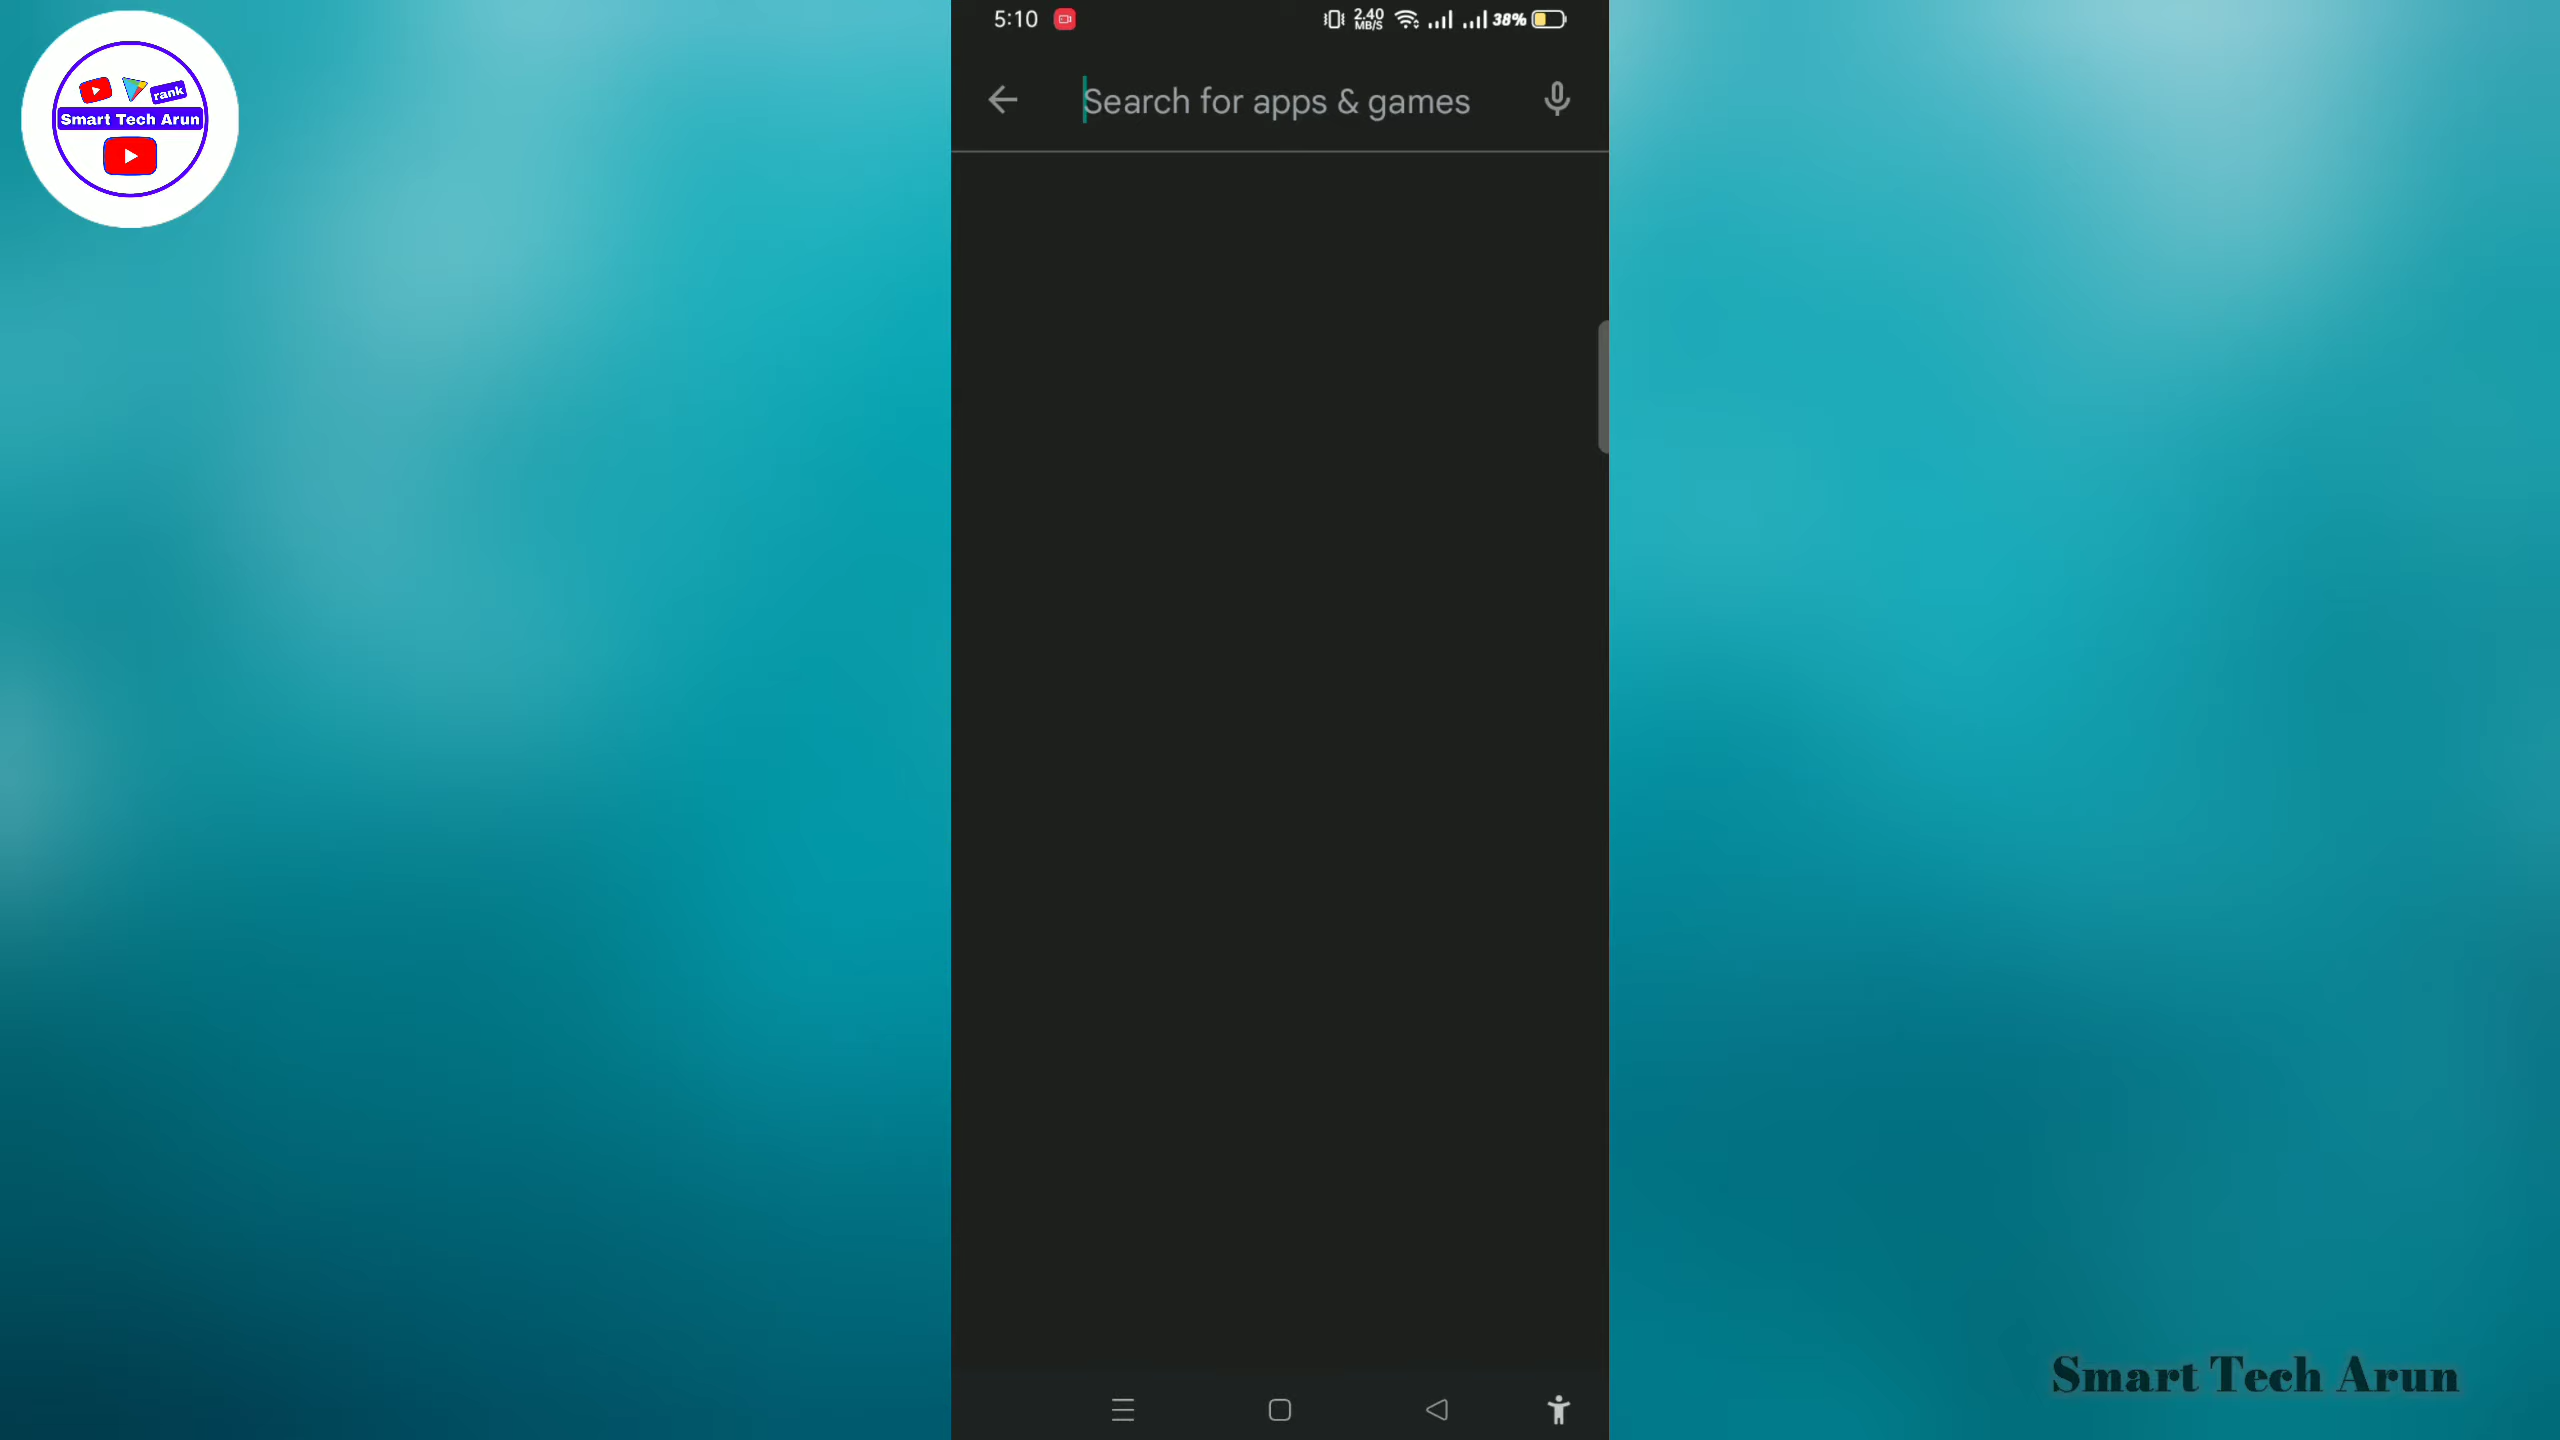 rank
Smart Tech Arun
5:10
2.40
MB/S
38%
Search for apps & games
Smart Tech Arun